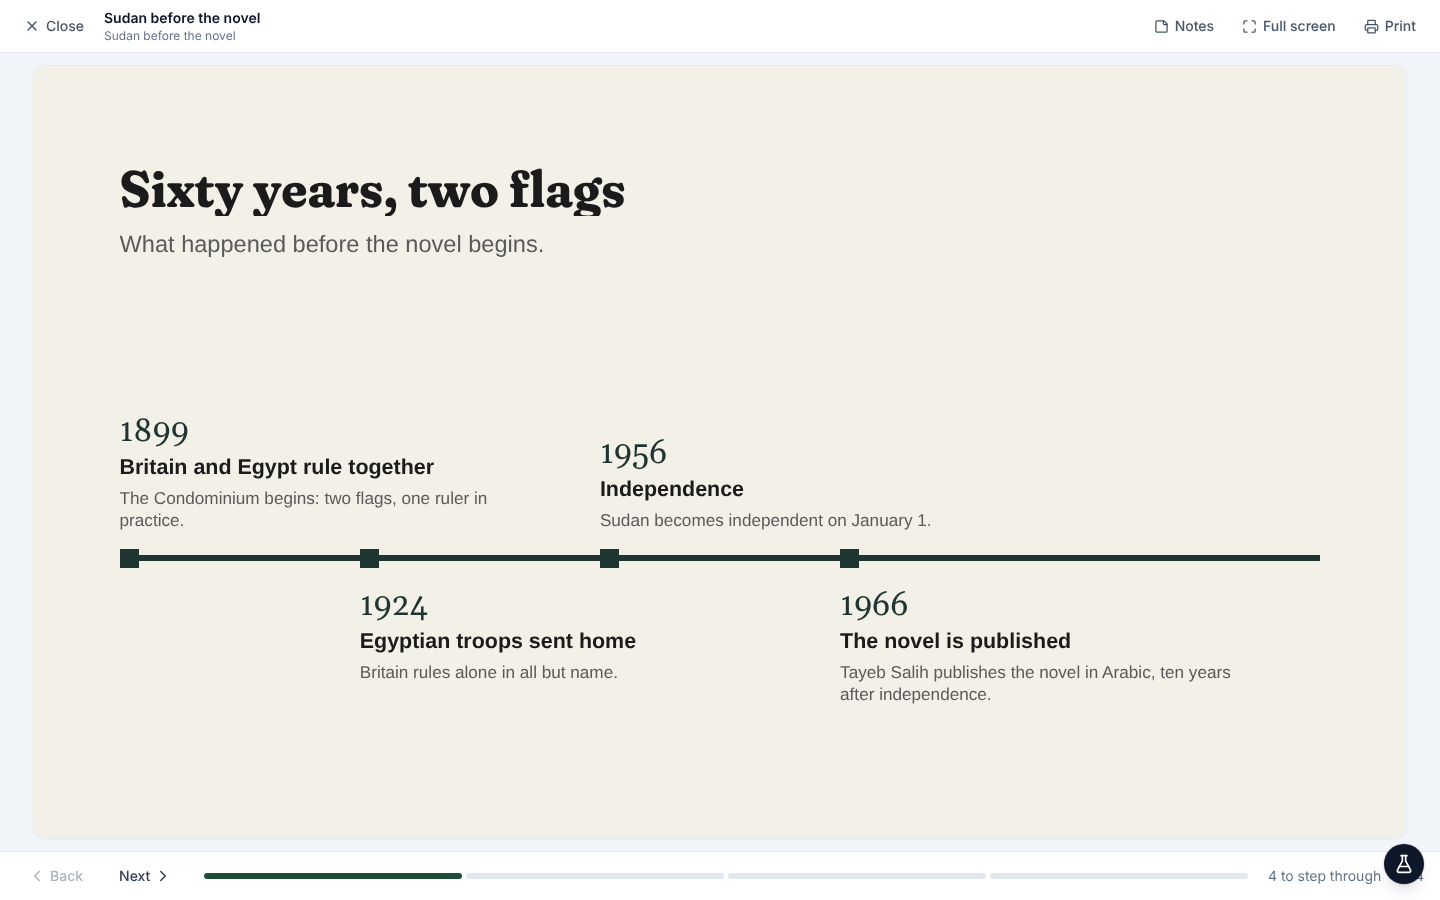 Close
Sudan before the novel
Sudan before the novel
Notes
Full screen
Print
Sixty years, two flags
What happened before the novel begins.
1899
Britain and Egypt rule together
The Condominium begins: two flags, one ruler in
practice.
1956
Independence
Sudan becomes independent on January 1.
1924
Egyptian troops sent home
Britain rules alone in all but name.
1966
The novel is published
Tayeb Salih publishes the novel in Arabic, ten years
after independence.
Back
Next
4 to step through